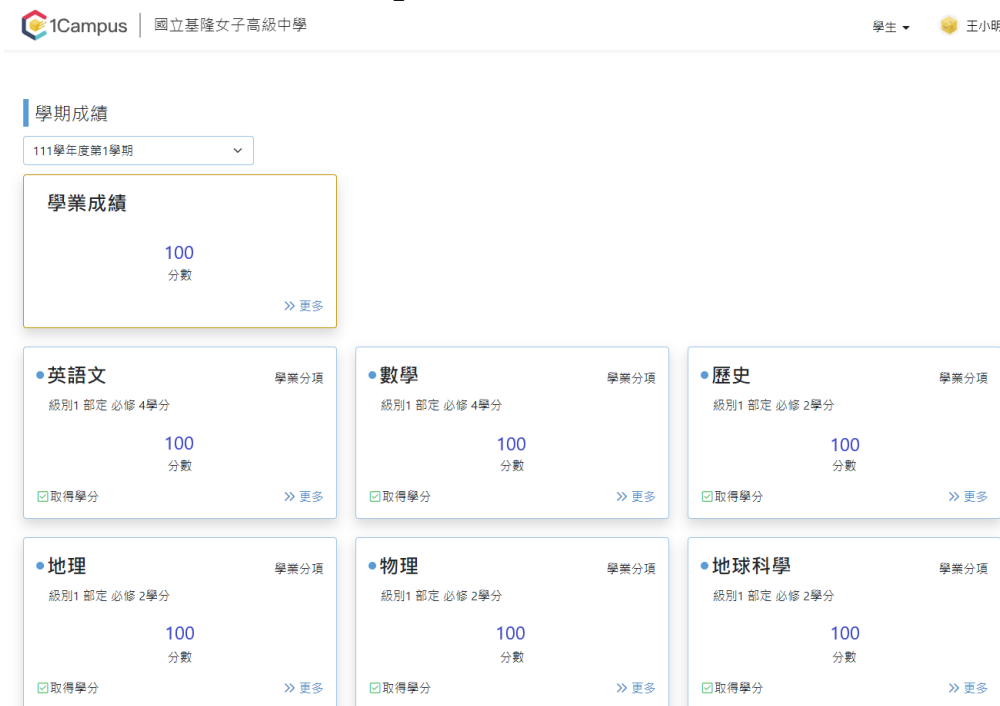 1Campus 國立基隆女子高級中學 學生 王小明
學期成績
111學年度第1學期
學業成績
100
分數
更多
英語文 學業分項
級別1 部定 必修 4學分
100
分數
取得學分 更多
數學 學業分項
級別1 部定 必修 4學分
100
分數
取得學分 更多
歷史 學業分項
級別1 部定 必修 2學分
100
分數
取得學分 更多
地理 學業分項
級別1 部定 必修 2學分
100
分數
取得學分 更多
物理 學業分項
級別1 部定 必修 2學分
100
分數
取得學分 更多
地球科學 學業分項
級別1 部定 必修 2學分
100
分數
取得學分 更多